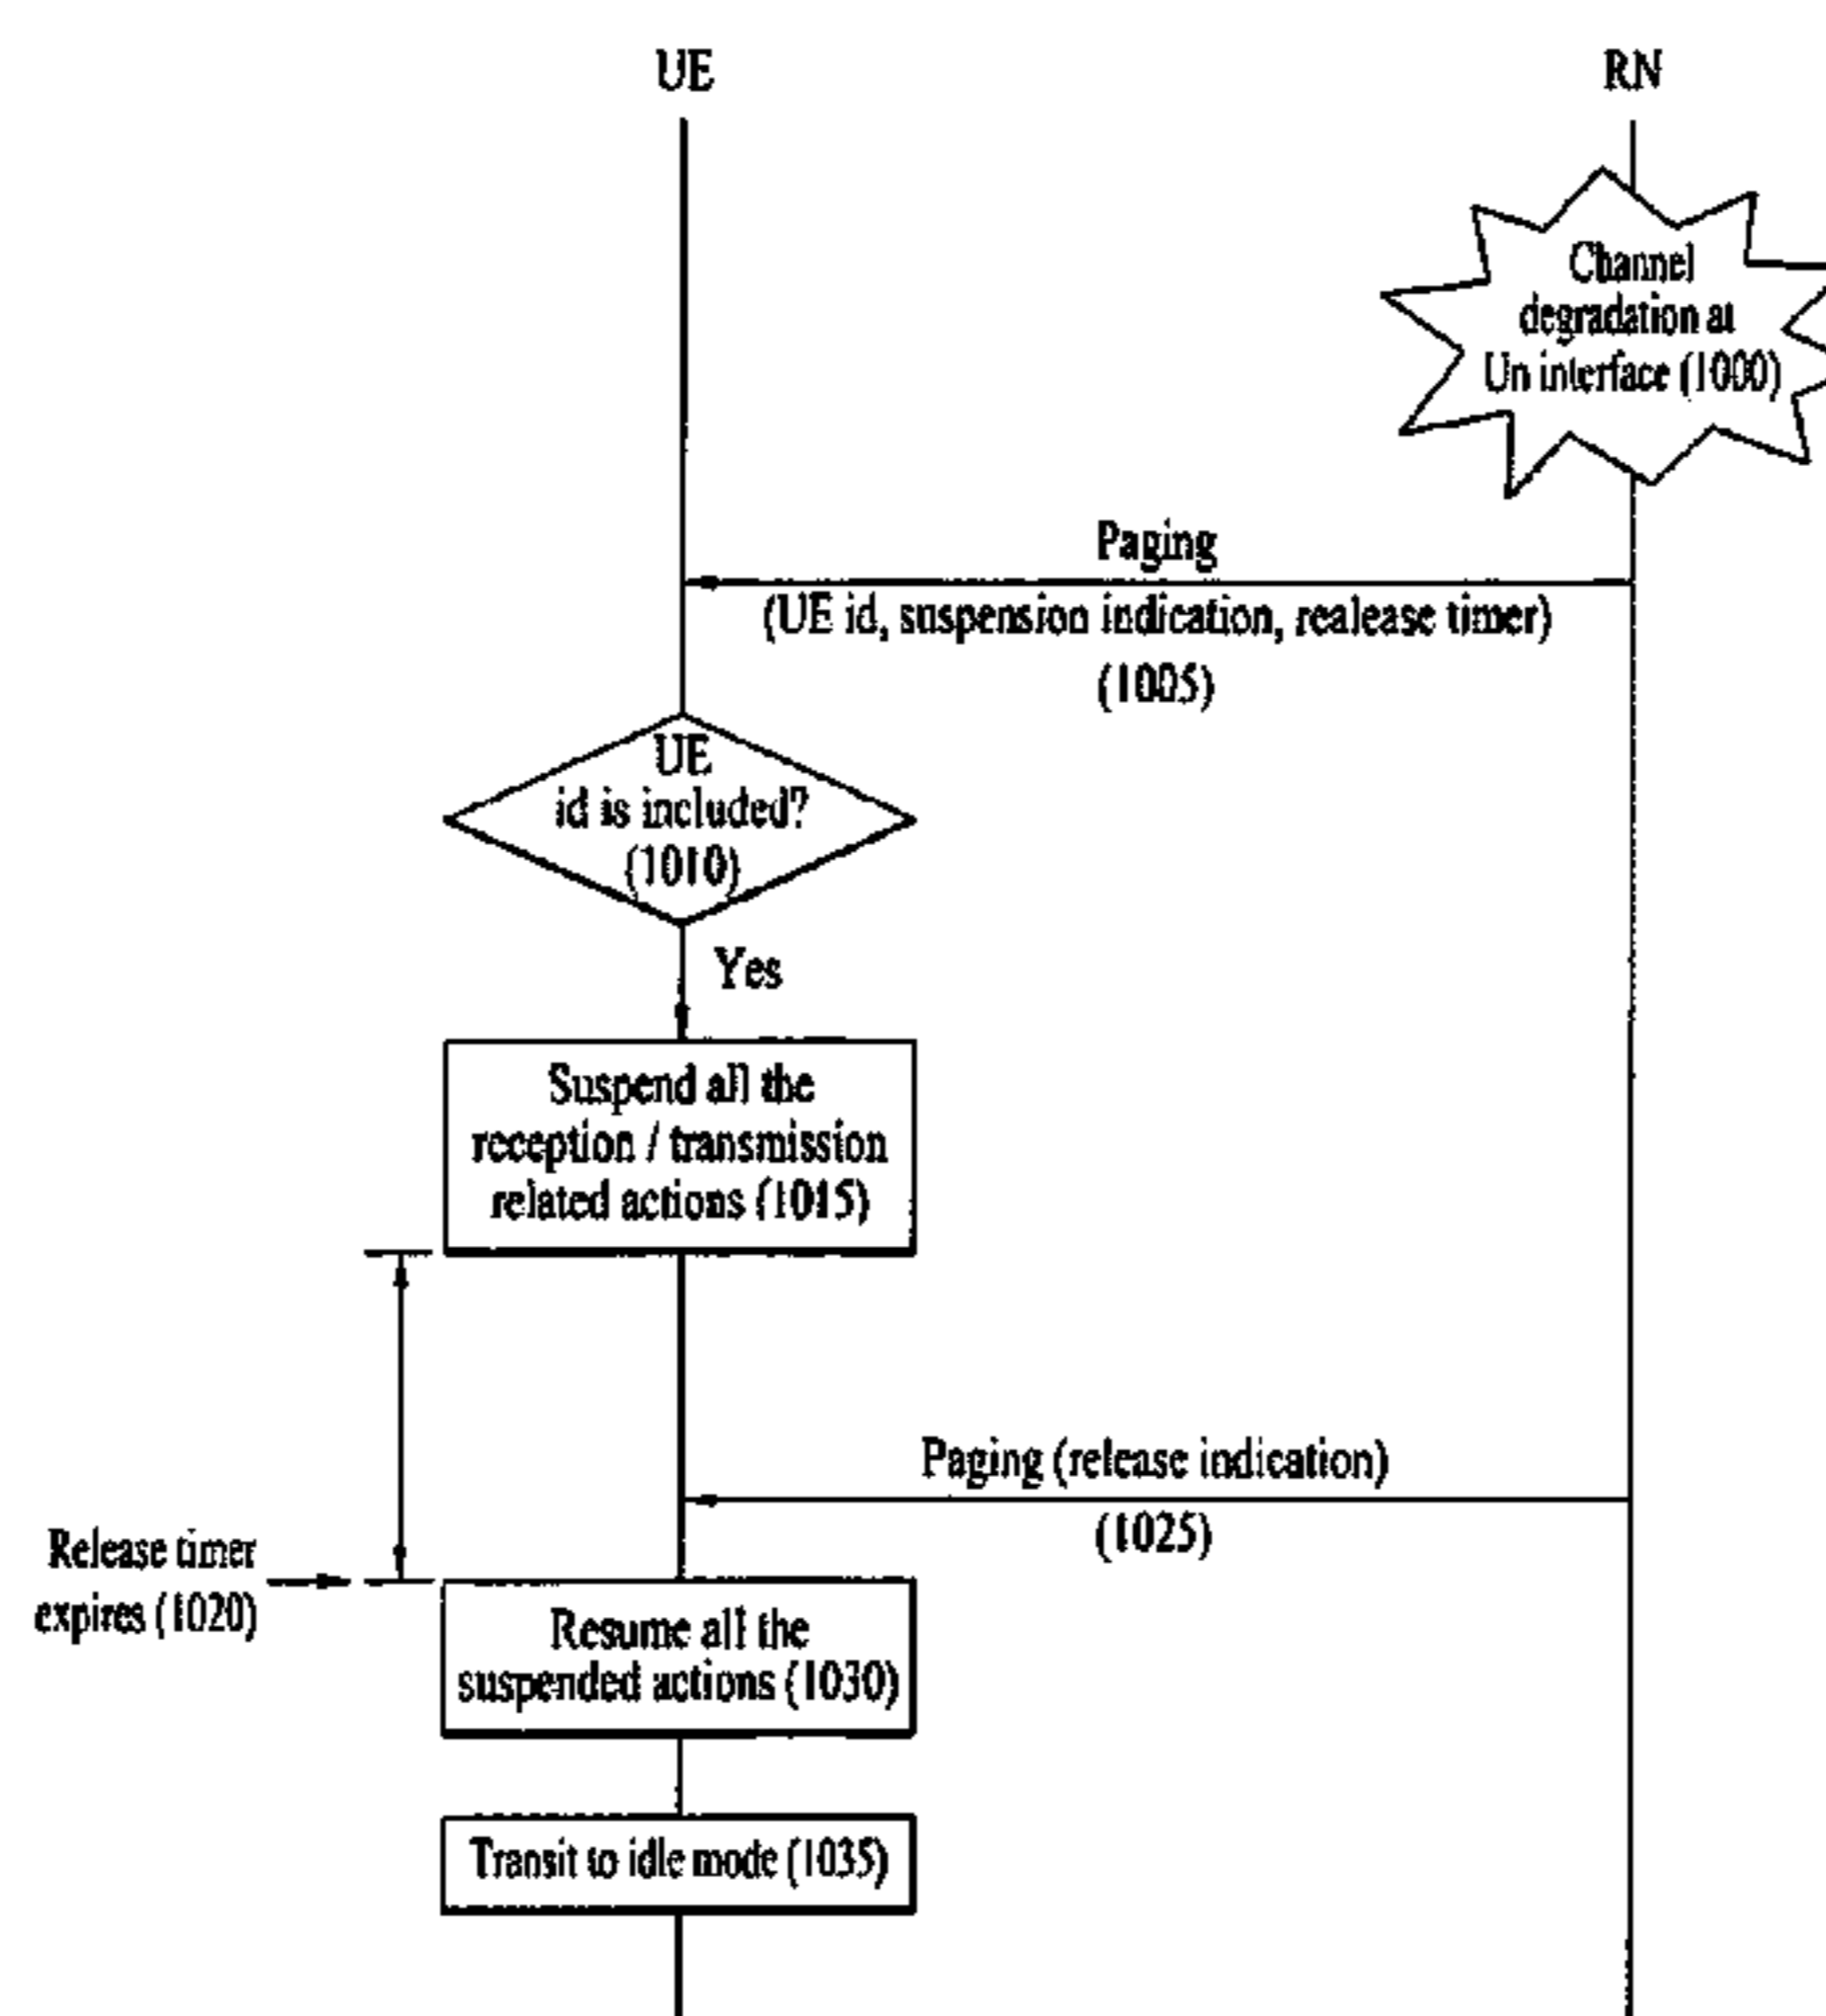 UE
RN
Channel
degradation at
Un interface (1000)
Paging
(UE id, suspension indication, realease timer)
(1005)
UE
id is included?
(1010)
Yes
Suspend all the
reception / transmission
related actions (1015)
Paging (release indication)
(1025)
Release timer
expires (1020)
Resume all the
suspended actions (1030)
Transit to idle mode (1035)